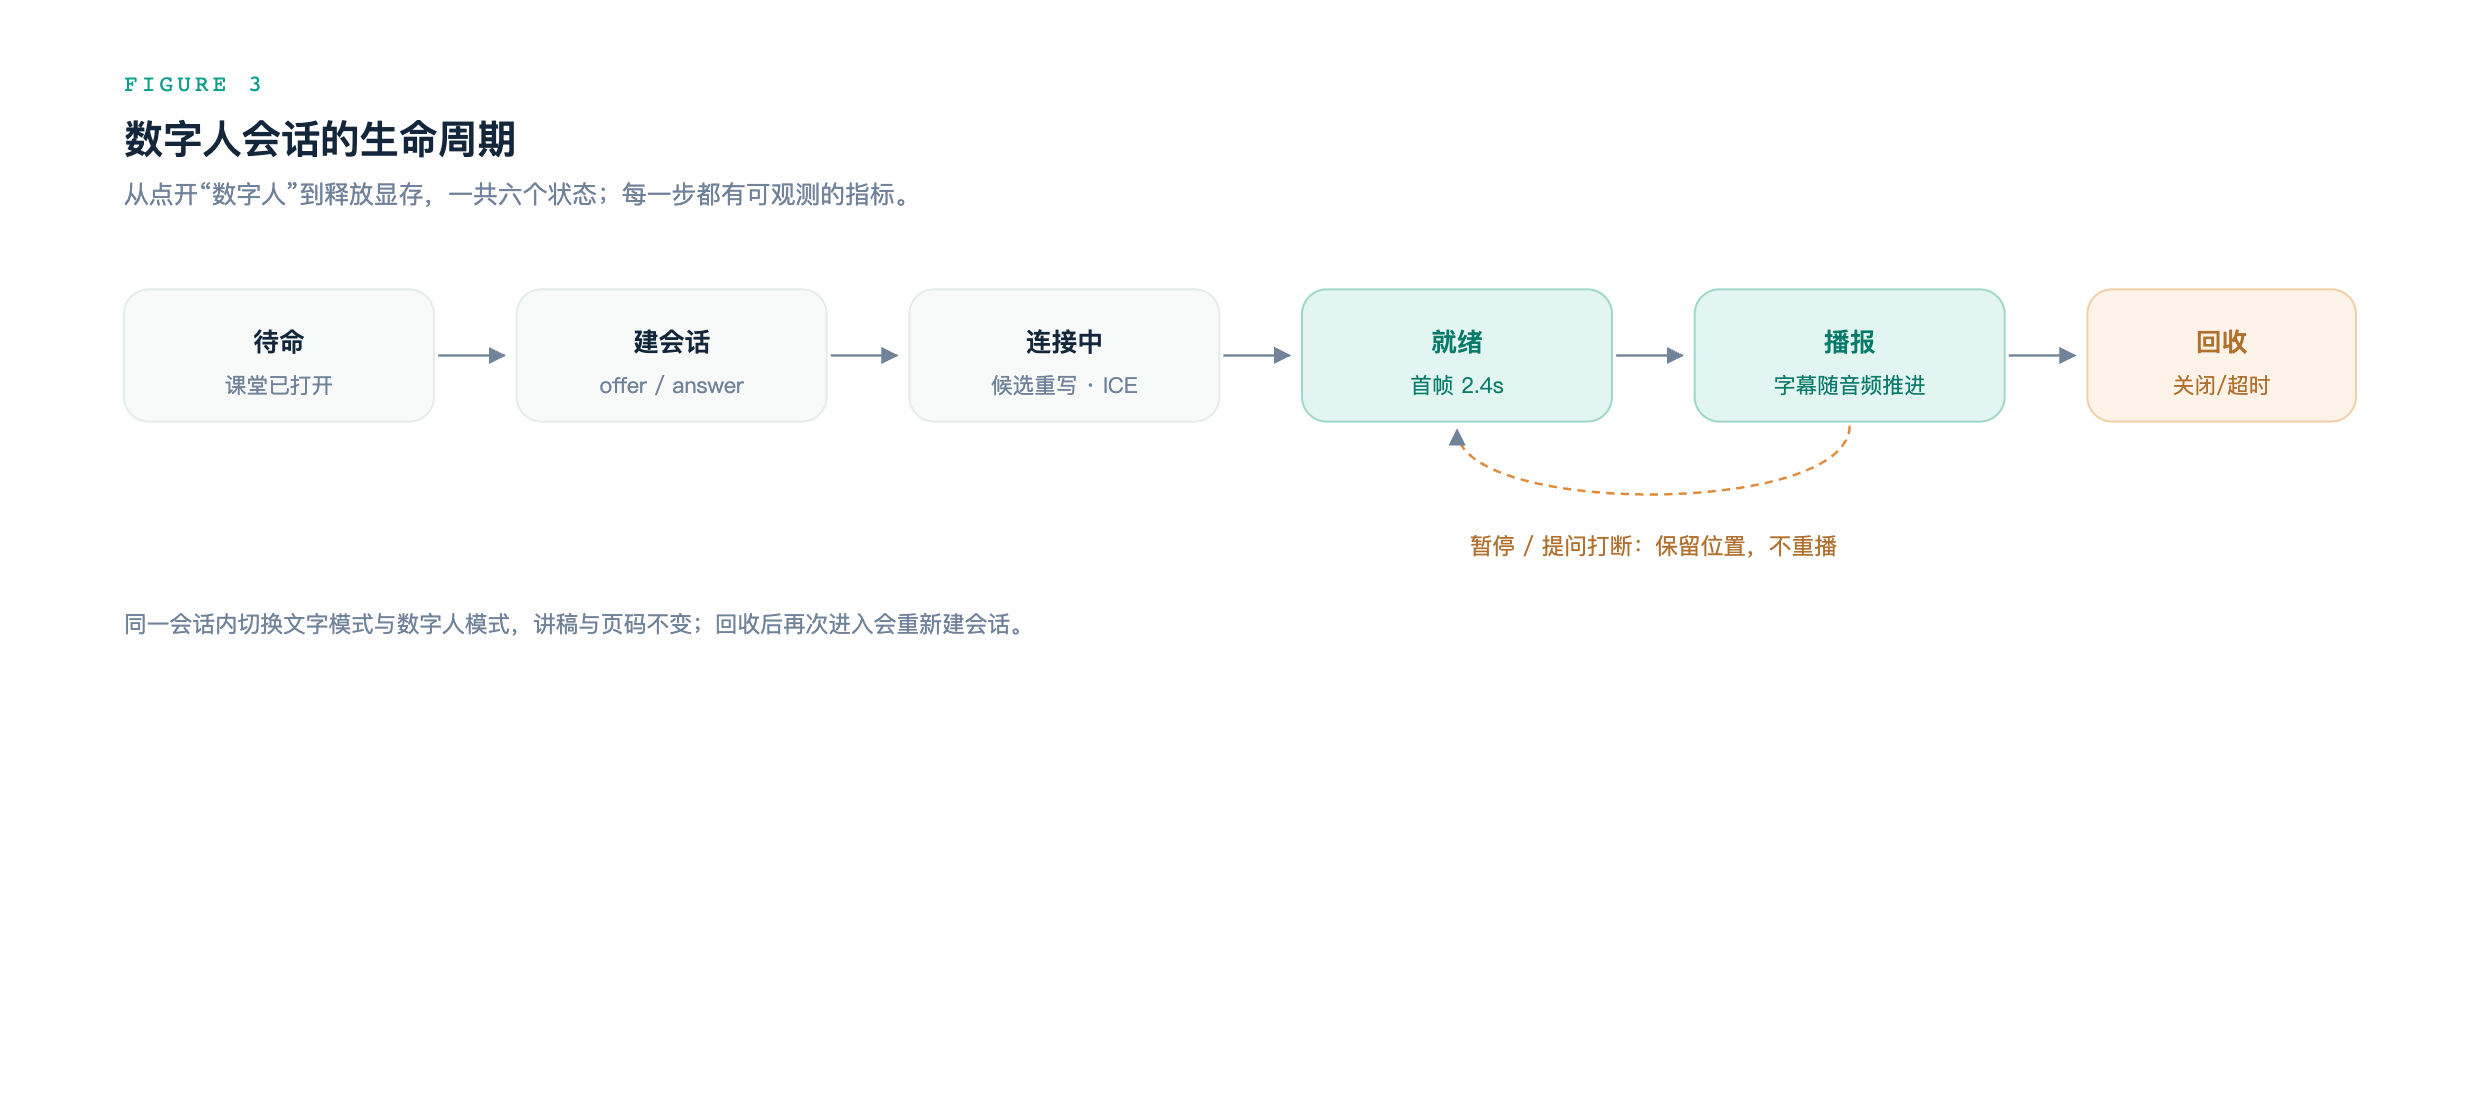 FIGURE 3
数字人会话的生命周期
从点开“数字人”到释放显存，一共六个状态；每一步都有可观测的指标。
待命
课堂已打开
建会话
offer / answer
连接中
候选重写 · ICE
就绪
首帧 2.4s
播报
字幕随音频推进
回收
关闭/超时
暂停 / 提问打断：保留位置，不重播
同一会话内切换文字模式与数字人模式，讲稿与页码不变；回收后再次进入会重新建会话。